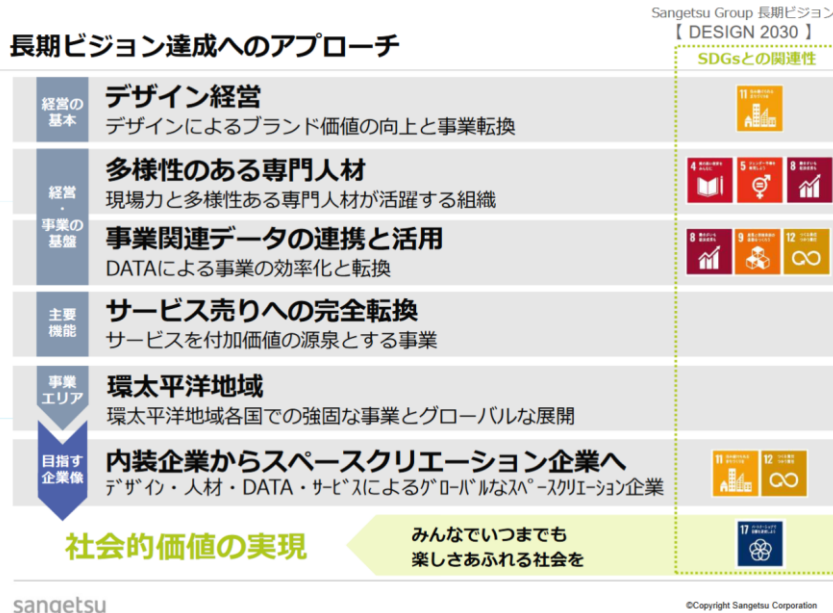 Sangetsu Group 長期ビジョン
【 DESIGN 2030 】
長期ビジョン達成へのアプローチ
SDGsとの関連性
経営の
基本
デザイン経営
デザインによるブランド価値の向上と事業転換
11
経営
・
事業の
基盤
多様性のある専門人材
現場力と多様性ある専門人材が活躍する組織
4
5
8
事業関連データの連携と活用
DATAによる事業の効率化と転換
8
9
12
主要
機能
サービス売りへの完全転換
サービスを付加価値の源泉とする事業
事業
エリア
環太平洋地域
環太平洋地域各国での強固な事業とグローバルな展開
目指す
企業像
内装企業からスペースクリエーション企業へ
ﾃﾞｻﾞｲﾝ・人材・DATA・ｻｰﾋﾞｽによるｸﾞﾛｰﾊﾞﾙなｽﾍﾟｰｽｸﾘｴｰｼｮﾝ企業
11
12
社会的価値の実現
みんなでいつまでも
楽しさあふれる社会を
17
sangetsu
©Copyright Sangetsu Corporation